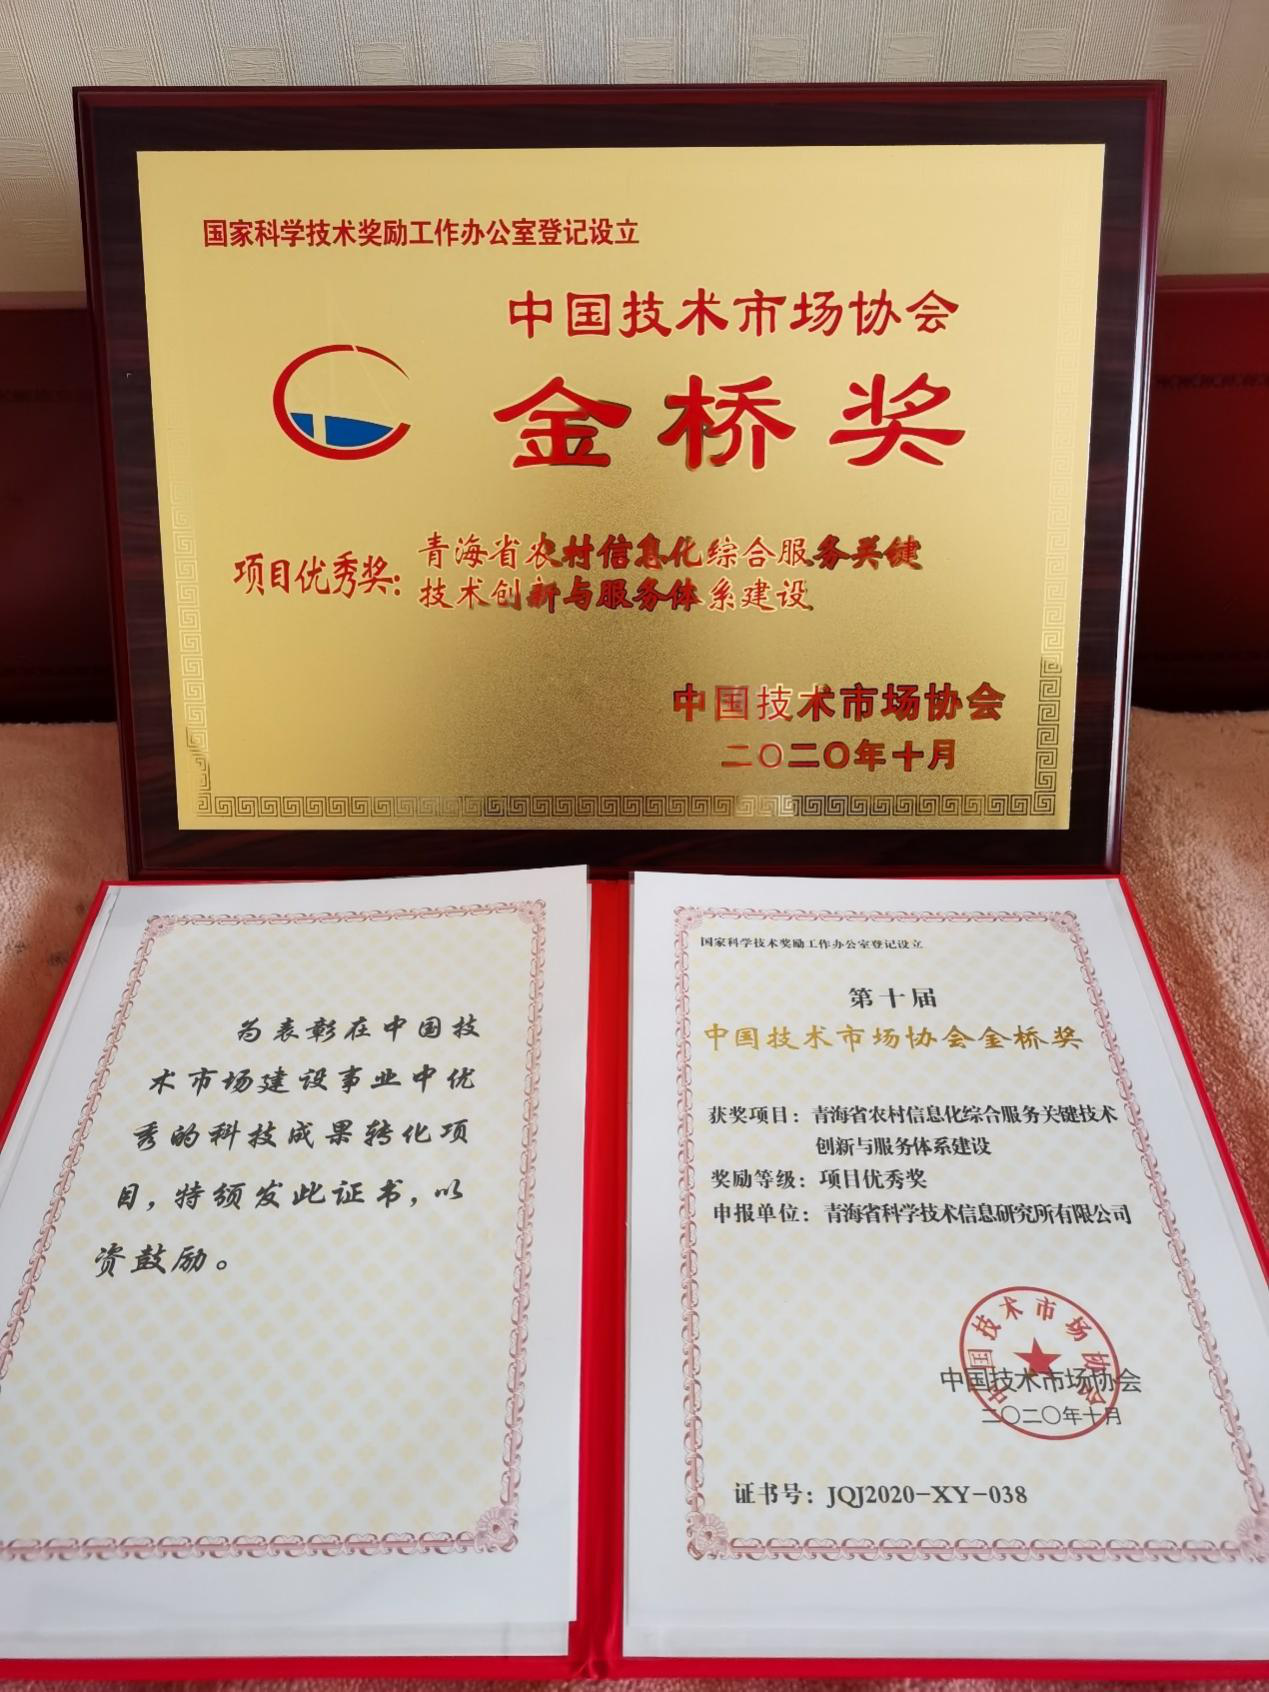 国家科学技术奖励工作办公室登记设立
中国技术市场协会
金桥奖
项目优秀奖：
青海省农村信息化综合服务关键
技术创新与服务体系建设
中国技术市场协会
二〇二〇年十月
为表彰在中国技
术市场建设事业中优
秀的科技成果转化项
目，特颁发此证书，以
资鼓励。
国家科学技术奖励工作办公室登记设立
第十届
中国技术市场协会金桥奖
获奖项目：青海省农村信息化综合服务关键技术
创新与服务体系建设
奖励等级：项目优秀奖
申报单位：青海省科学技术信息研究所有限公司
中国技术市场协会
中国技术市场协会
二〇二〇年十月
证书号：JQJ2020-XY-038